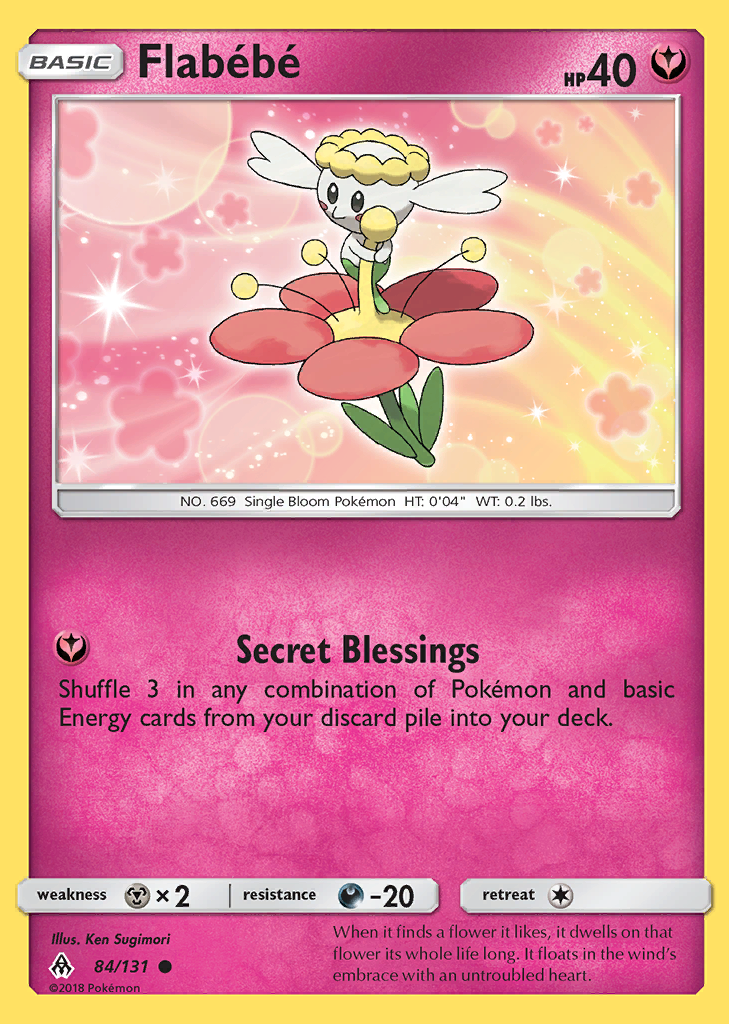 BASIC Flabébé HP40
NO. 669 Single Bloom Pokémon HT: 0'04" WT: 0.2 lbs.
Secret Blessings
Shuffle 3 in any combination of Pokémon and basic
Energy cards from your discard pile into your deck.
weakness ×2 resistance -20 retreat
Illus. Ken Sugimori
84/131
©2018 Pokémon
When it finds a flower it likes, it dwells on that
flower its whole life long. It floats in the wind's
embrace with an untroubled heart.